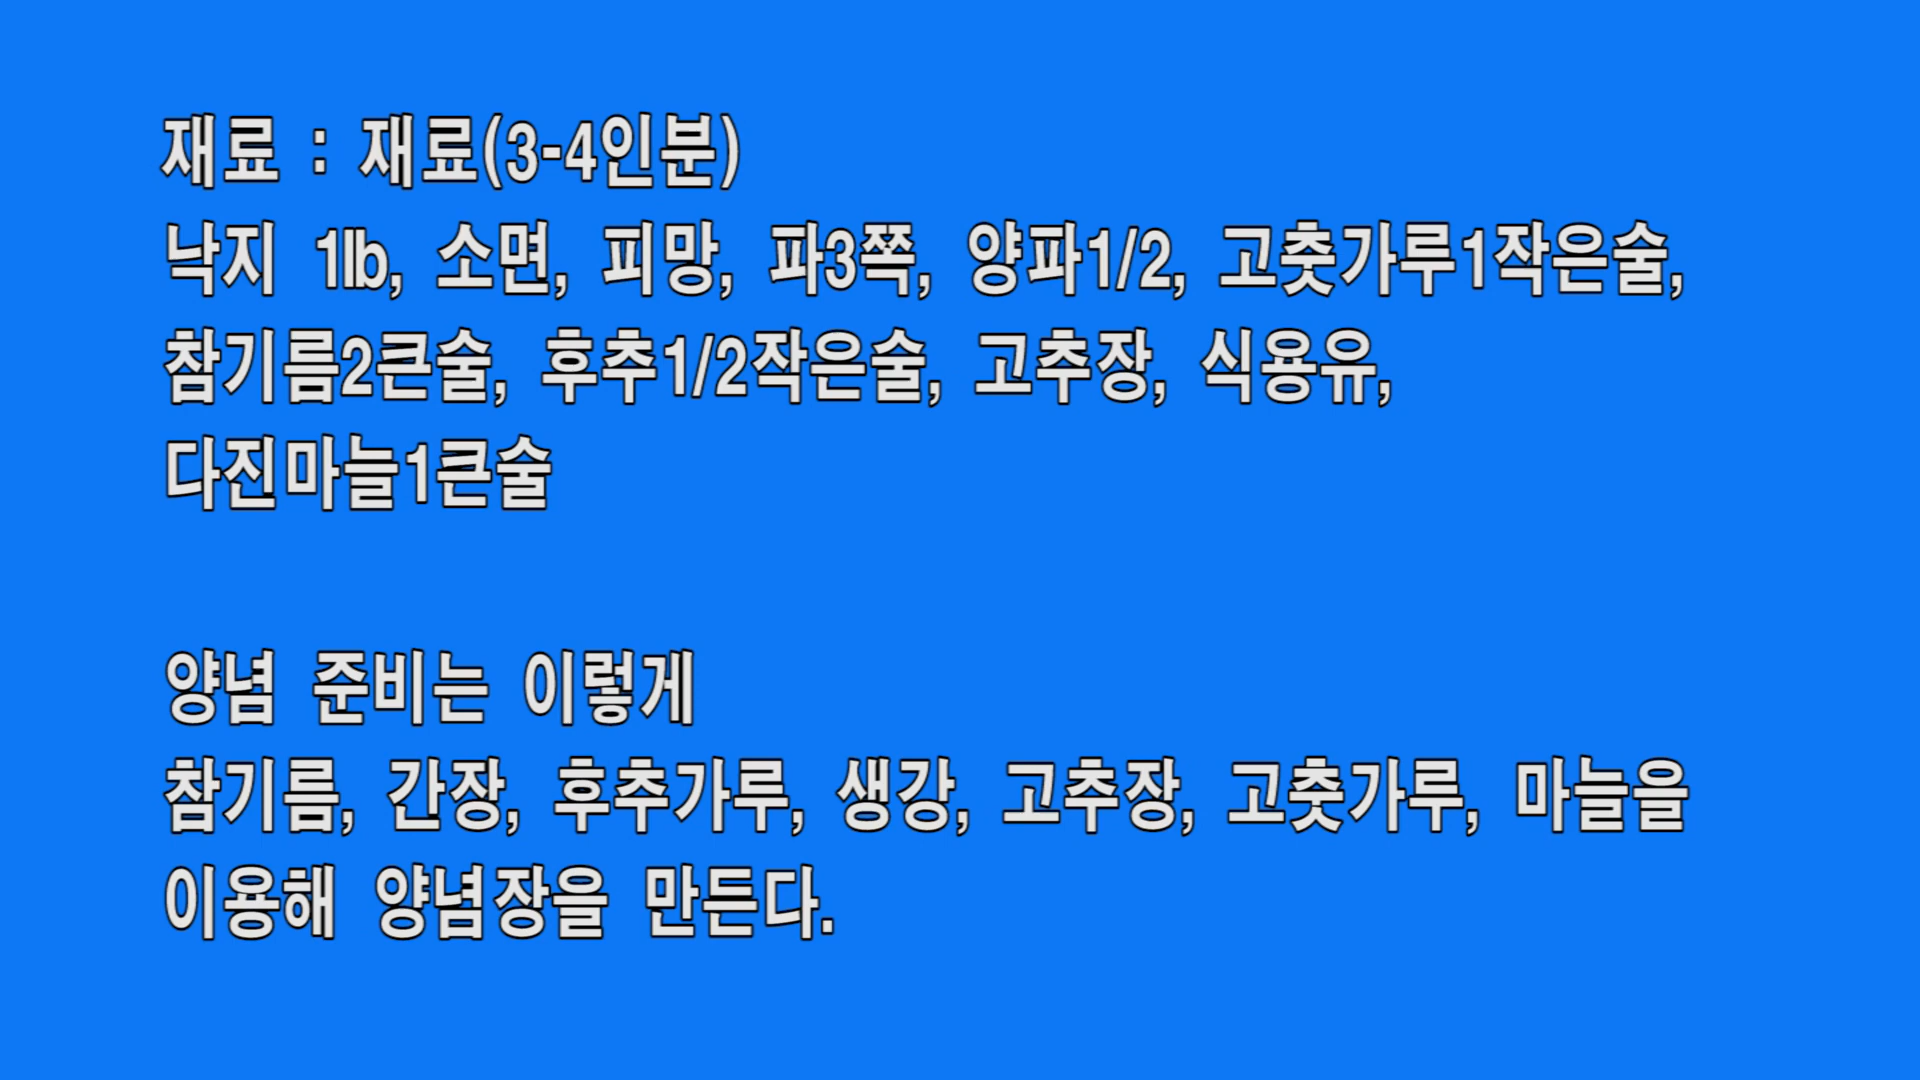 재료 : 재료(3-4인분)
낙지 1lb, 소면, 피망, 파3쪽, 양파1/2, 고춧가루1작은술,
참기름2큰술, 후추1/2작은술, 고추장, 식용유,
다진마늘1큰술
양념 준비는 이렇게
참기름, 간장, 후추가루, 생강, 고추장, 고춧가루, 마늘을
이용해 양념장을 만든다.